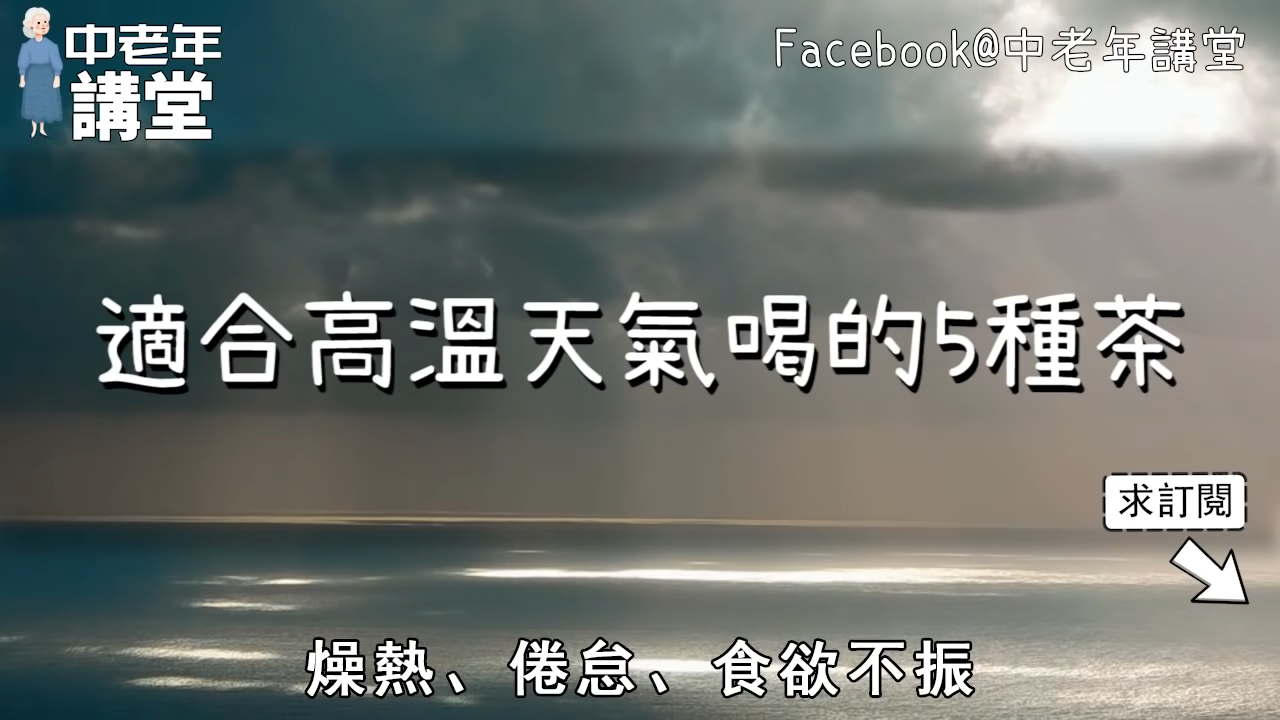 中老年
講堂
Facebook@中老年講堂
適合高溫天氣喝的5種茶
求訂閱
燥熱、倦怠、食欲不振